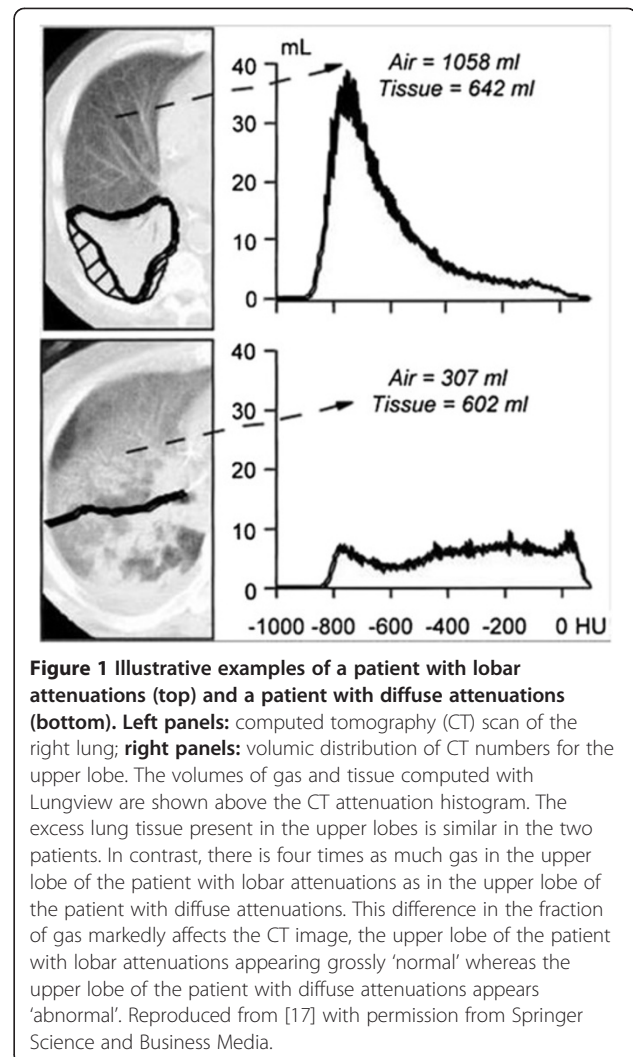 mL
40
30
20
10
0
Air = 1058 ml
Tissue = 642 ml
-1000 -800 -600 -400 -200 0
40
30
20
10
0
Air = 307 ml
Tissue = 602 ml
-1000 -800 -600 -400 -200 0 HU
Figure 1 Illustrative examples of a patient with lobar
attenuations (top) and a patient with diffuse attenuations
(bottom). Left panels: computed tomography (CT) scan of the
right lung; right panels: volumic distribution of CT numbers for the
upper lobe. The volumes of gas and tissue computed with
Lungview are shown above the CT attenuation histogram. The
excess lung tissue present in the upper lobes is similar in the two
patients. In contrast, there is four times as much gas in the upper
lobe of the patient with lobar attenuations as in the upper lobe of
the patient with diffuse attenuations. This difference in the fraction
of gas markedly affects the CT image, the upper lobe of the patient
with lobar attenuations appearing grossly ‘normal’ whereas the
upper lobe of the patient with diffuse attenuations appears
‘abnormal’. Reproduced from [17] with permission from Springer
Science and Business Media.